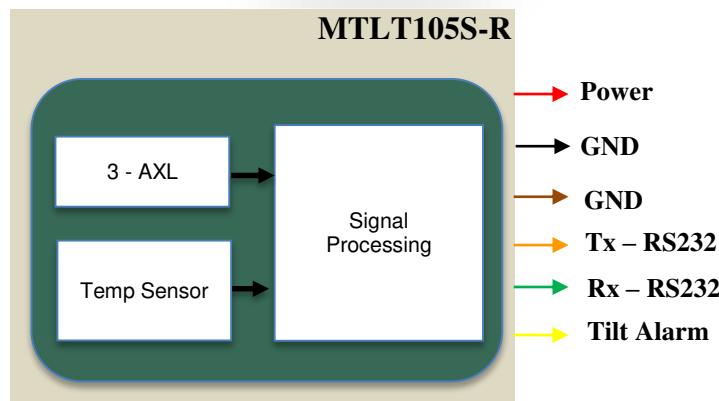 MTLT105S-R
3 - AXL
Temp Sensor
Signal
Processing
Power
GND
GND
Tx – RS232
Rx – RS232
Tilt Alarm